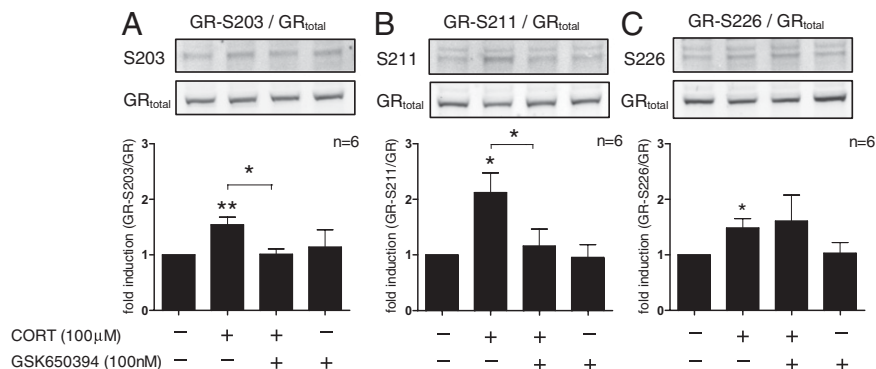 A GR-S203 / GRtotal
S203
GRtotal
n=6
fold induction (GR-S203/GR)
3
2
1
0
**
*
B GR-S211 / GRtotal
S211
GRtotal
n=6
fold induction (GR-S211/GR)
3
2
1
0
*
*
C GR-S226 / GRtotal
S226
GRtotal
n=6
fold induction (GR-S226/GR)
3
2
1
0
*
CORT (100μM) − + + − − + + − − + + −
GSK650394 (100nM) − − + + − − + + − − + +